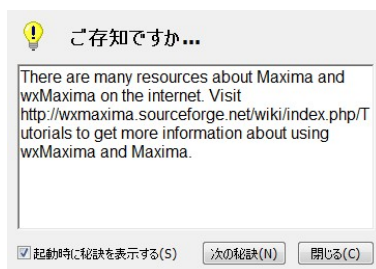 ご存知ですか...
There are many resources about Maxima and
wxMaxima on the internet. Visit
http://wxmaxima.sourceforge.net/wiki/index.php/T
utorials to get more information about using
wxMaxima and Maxima.
起動時に秘訣を表示する(S) 次の秘訣(N) 閉じる(C)